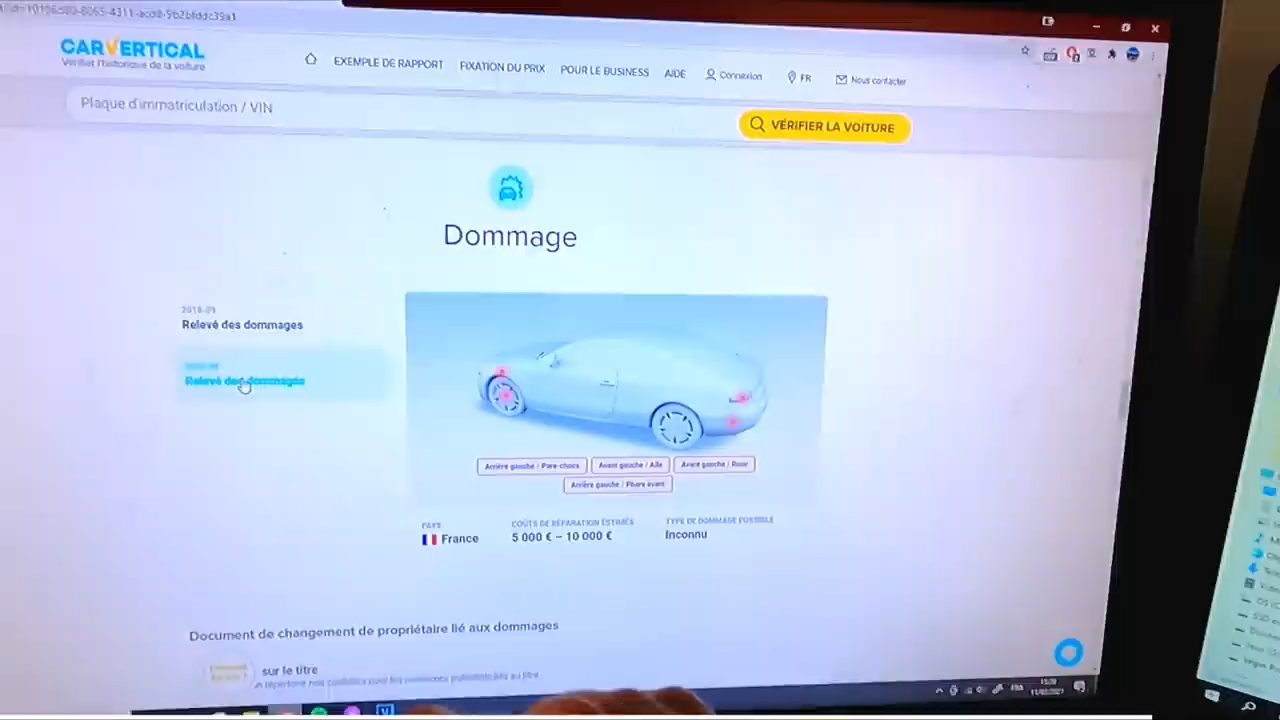 CARVERTICAL
Vérifier l'historique de la voiture
EXEMPLE DE RAPPORT
FIXATION DU PRIX
POUR LE BUSINESS
AIDE
Connexion
FR
Nous contacter
Plaque d'immatriculation / VIN
VÉRIFIER LA VOITURE
Dommage
Relevé des dommages
Relevé des dommages
Arrière gauche / Pare-chocs
Avant gauche / Aile
Avant gauche / Roue
Arrière gauche / Phare avant
PAYS
COÛTS DE RÉPARATION ESTIMÉS
TYPE DE DOMMAGE POSSIBLE
France
5 000 € – 10 000 €
Inconnu
Document de changement de propriétaire lié aux dommages
sur le titre